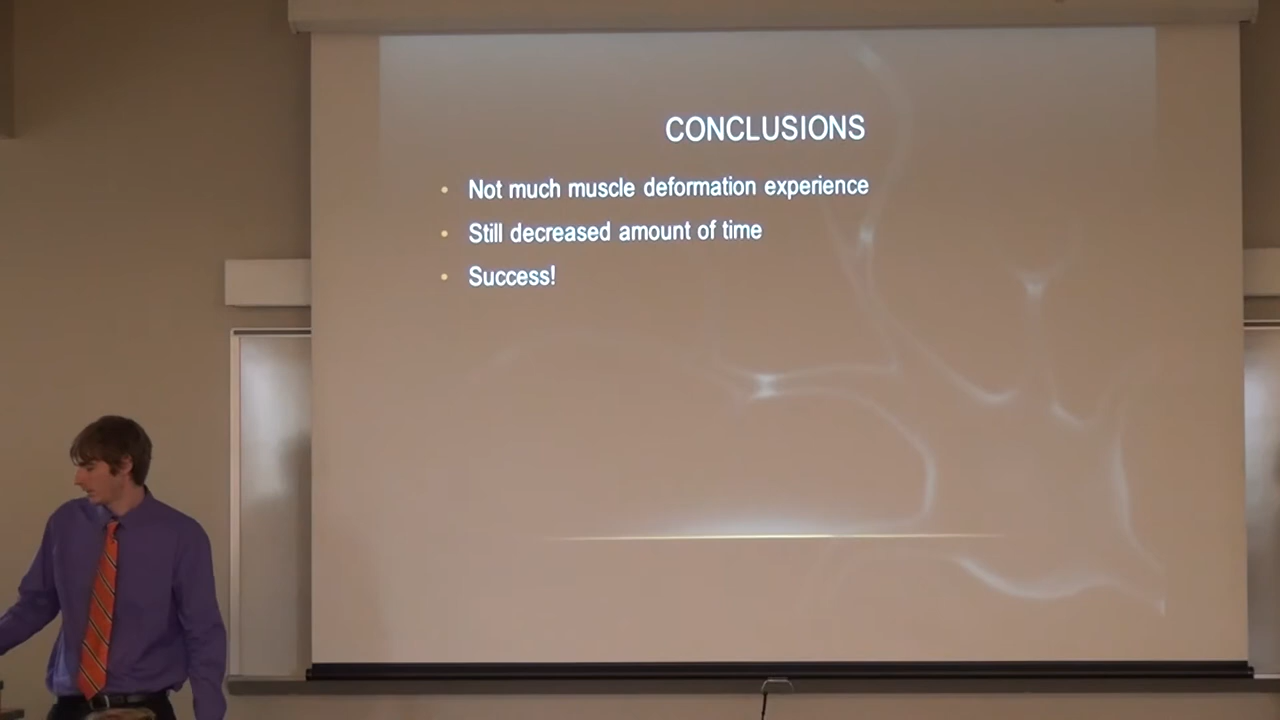 CONCLUSIONS
• Not much muscle deformation experience
• Still decreased amount of time
• Success!